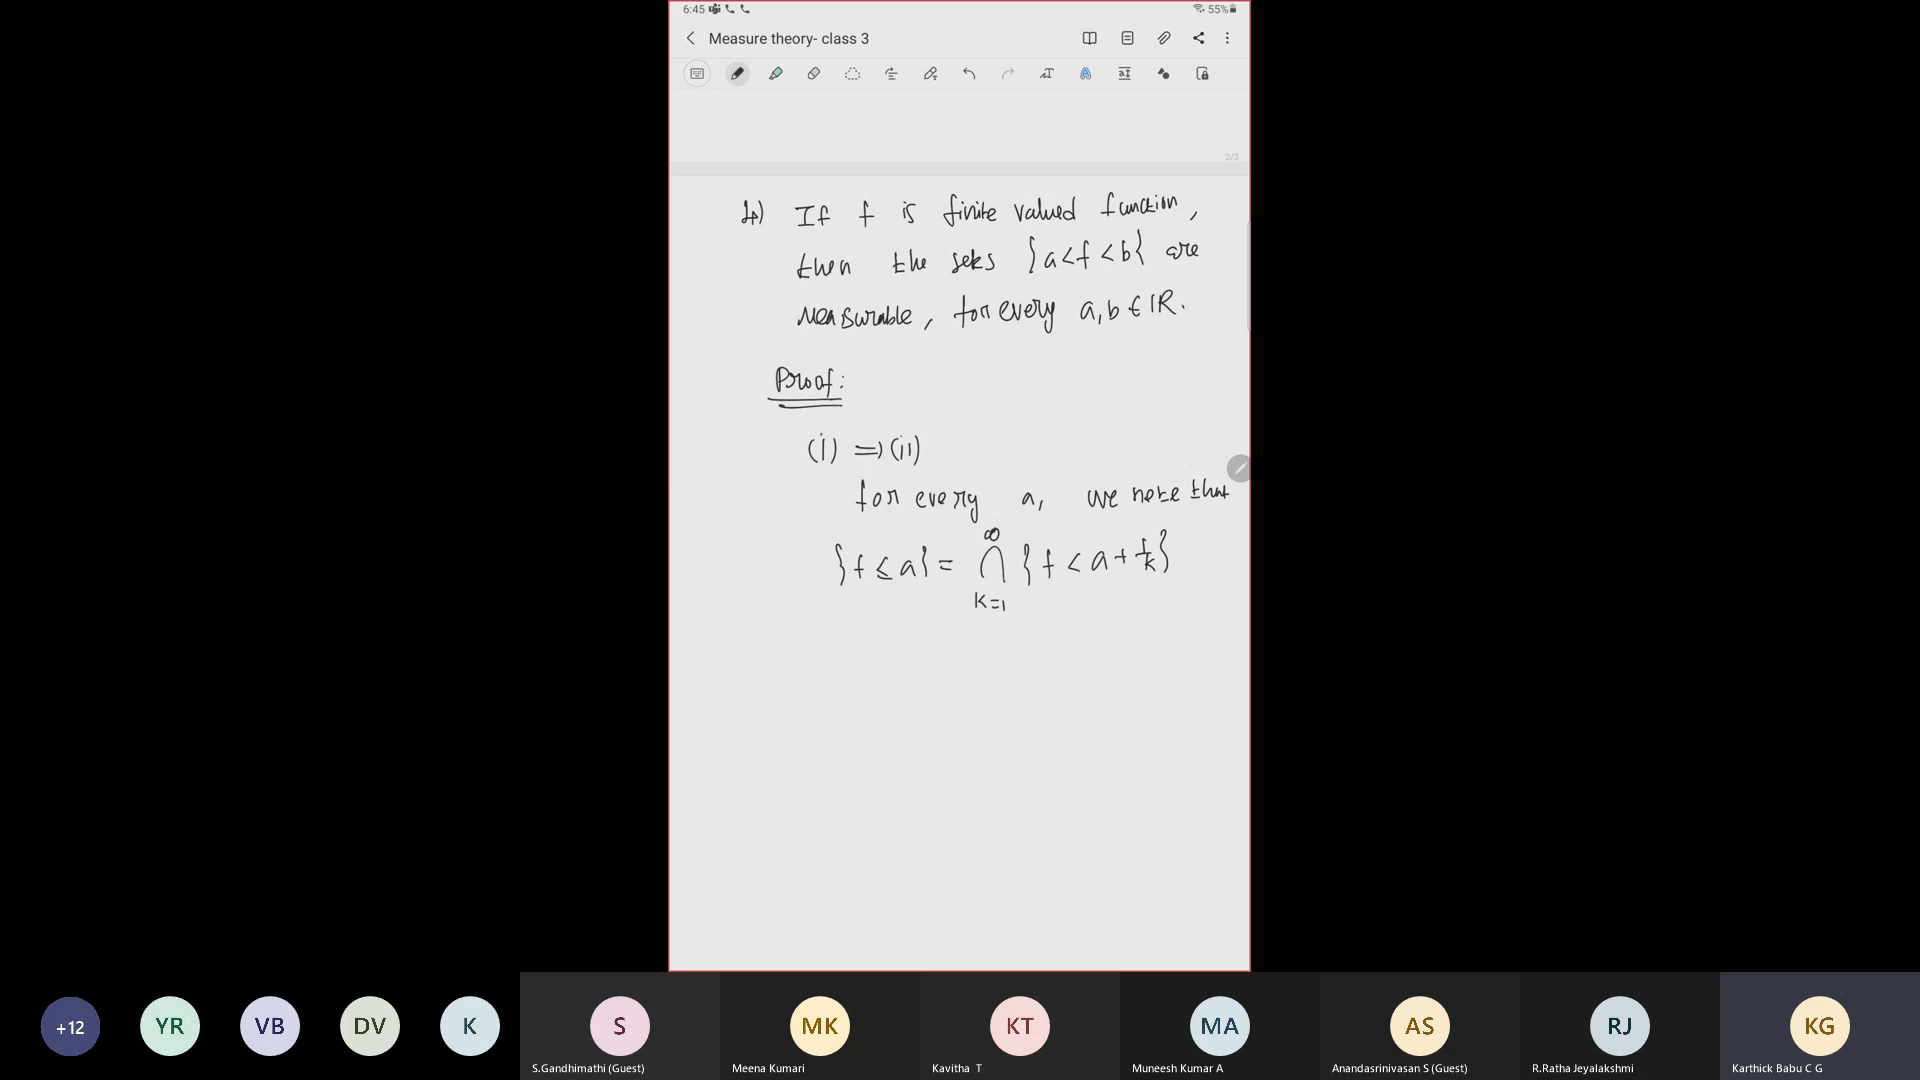 6:45
55%
Measure theory- class 3
2/3
4) If f is finite valued function,
then the sets {a<f<b} are
measurable, for every a,b ∈ IR.
Proof:
(i) => (ii)
for every a, we note that
{f ≤ a} = ∞ ⋂ k=1 {f < a + 1/k}
+12
YR
VB
DV
K
S
MK
KT
MA
AS
RJ
KG
S.Gandhimathi (Guest)
Meena Kumari
Kavitha T
Muneesh Kumar A
Anandasrinivasan S (Guest)
R.Ratha Jeyalakshmi
Karthick Babu C G